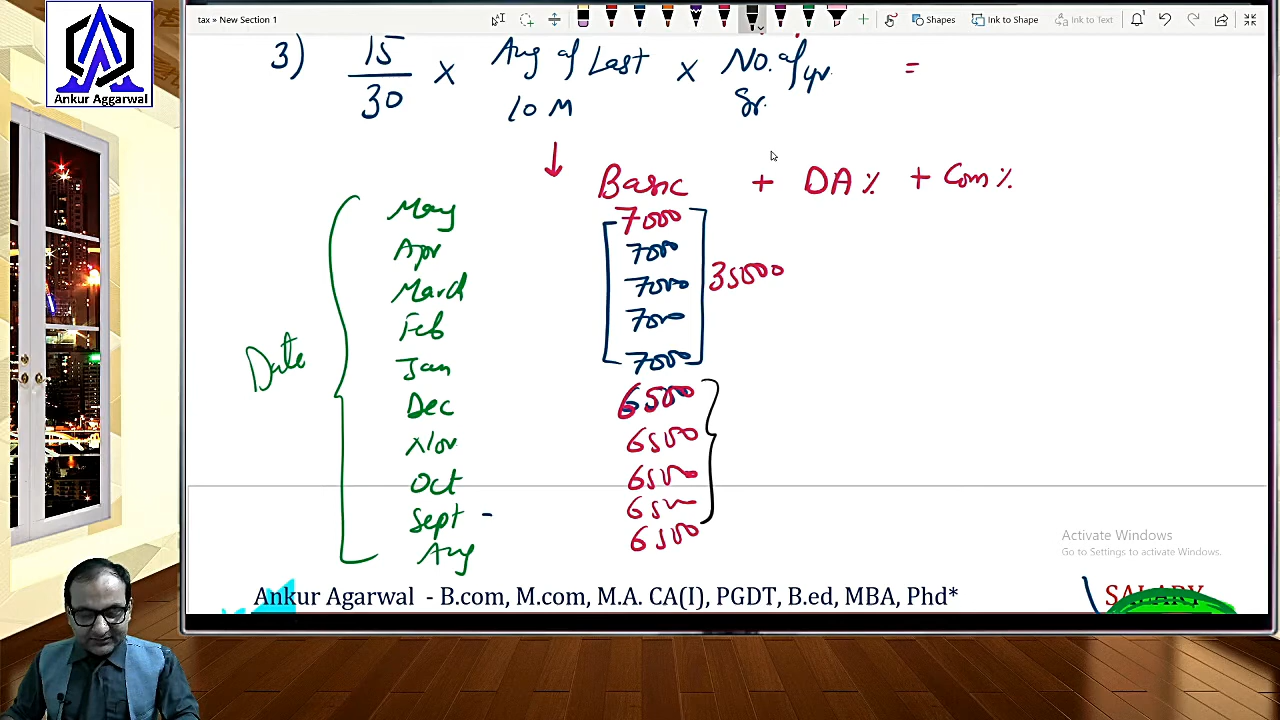 tax » New Section 1
Shapes
Ink to Shape
Ink to Text
Ankur Aggarwal
3) 15/30 × Avg of Last 10 M × No. of yr. Sr. =
↓
Basic + DA% + Com%
May 7000
Apr 7000
March 7000 35000
Feb 7000
Jan 7000
Date
Dec 6500
Nov 6500
Oct 6500
Sept - 6500
Aug 6500
Activate Windows
Go to Settings to activate Windows.
Ankur Agarwal - B.com, M.com, M.A. CA(I), PGDT, B.ed, MBA, Phd*
SALARY